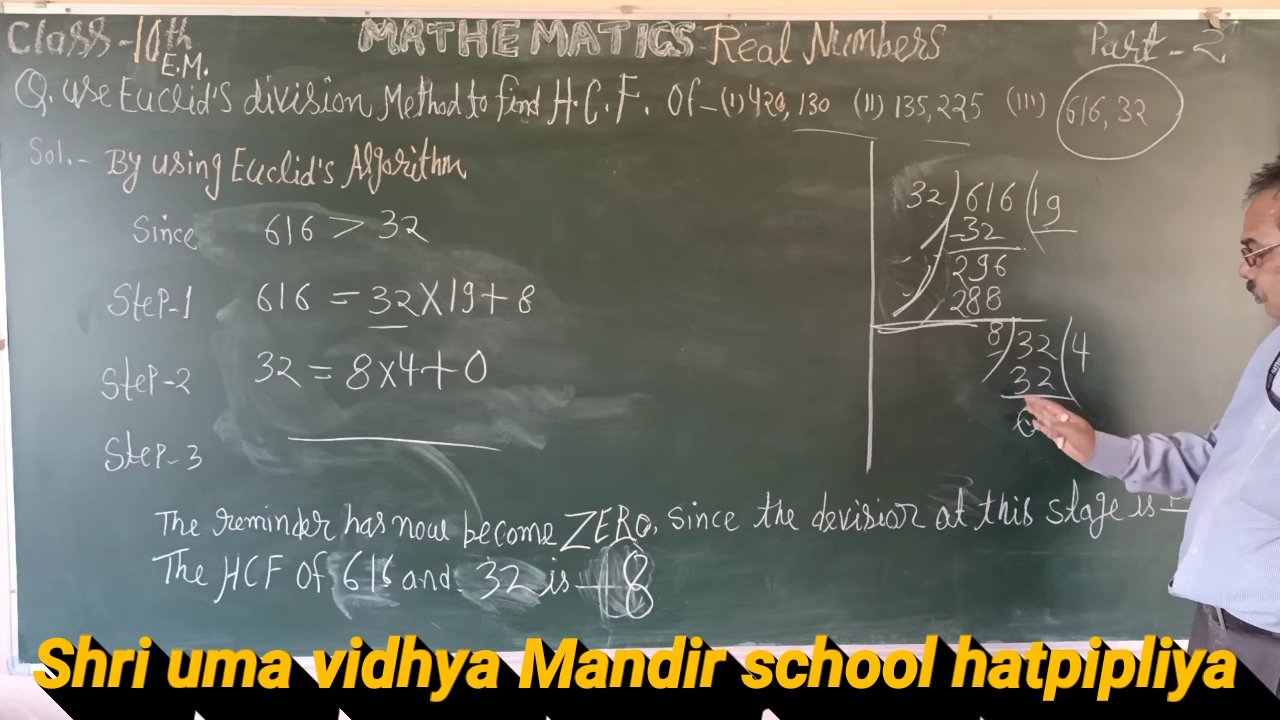 Class-10th E.M. MATHEMATICS Real Numbers Part-2
Q. Use Euclid's division Method to find H.C.F. Of-(I) 420, 130 (II) 135, 225 (III) 616, 32
Sol.- By using Euclid's Algorithm
Since 616 > 32
SteP-1 616 = 32X19+8
SteP-2 32 = 8x4+0
SteP-3
The reminder has now become ZERO, since the devisior at this stage is
The HCF Of 616 and 32 is 8
32)616(19
-32
296
288
8)32(4
32
0
Shri uma vidhya Mandir school hatpipliya